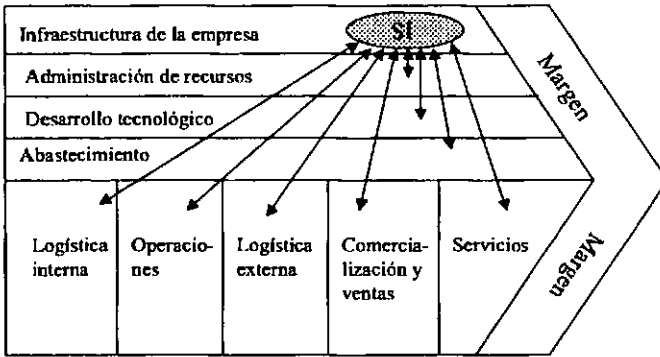 SI
Infraestructura de la empresa
Administración de recursos
Desarrollo tecnológico
Abastecimiento
Margen
Logística
interna
Operacio-
nes
Logística
externa
Comercia-
lización y
ventas
Servicios
Margen